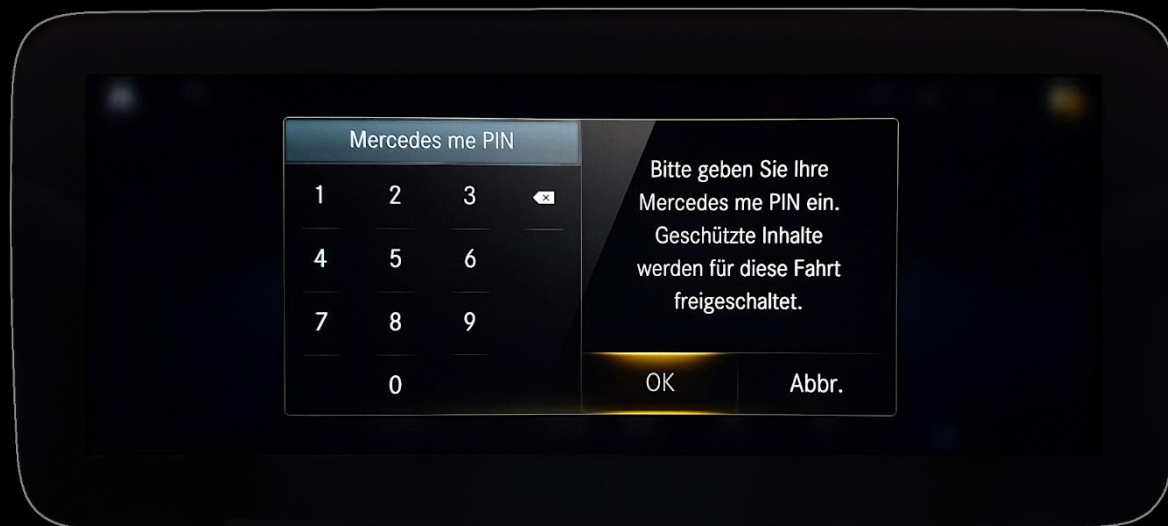 Mercedes me PIN
1 2 3
4 5 6
7 8 9
0
Bitte geben Sie Ihre
Mercedes me PIN ein.
Geschützte Inhalte
werden für diese Fahrt
freigeschaltet.
OK Abbr.